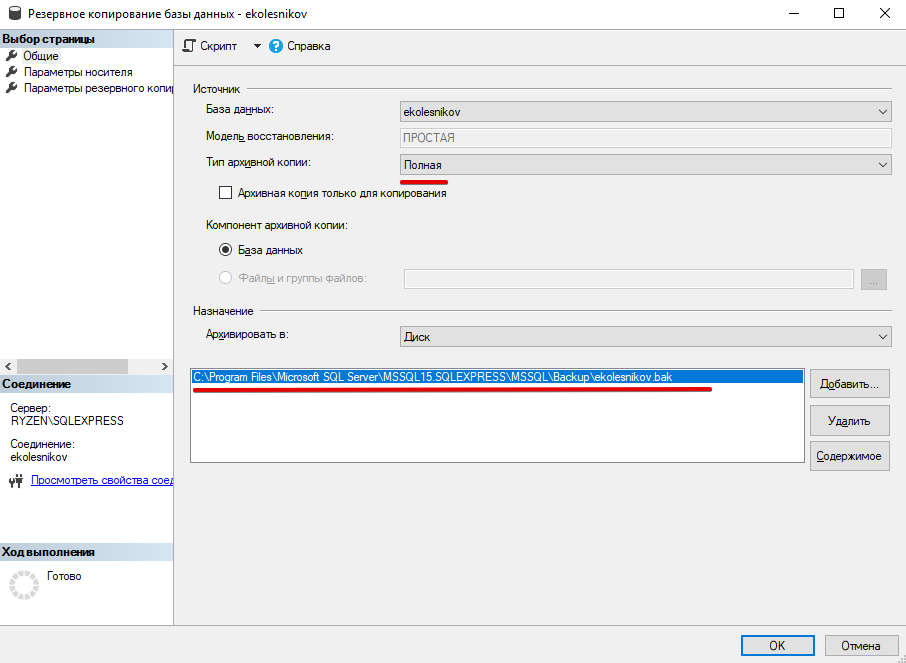 Резервное копирование базы данных - ekolesnikov
Выбор страницы
Общие
Параметры носителя
Параметры резервного копи
Скрипт
Справка
Источник
База данных:
ekolesnikov
Модель восстановления:
ПРОСТАЯ
Тип архивной копии:
Полная
Архивная копия только для копирования
Компонент архивной копии:
База данных
Файлы и группы файлов:
...
Назначение
Архивировать в:
Диск
C:\Program Files\Microsoft SQL Server\MSSQL15.SQLEXPRESS\MSSQL\Backup\ekolesnikov.bak
Добавить...
Удалить
Содержимое
Соединение
Сервер:
RYZEN\SQLEXPRESS
Соединение:
ekolesnikov
Просмотреть свойства соед
Ход выполнения
Готово
OK
Отмена